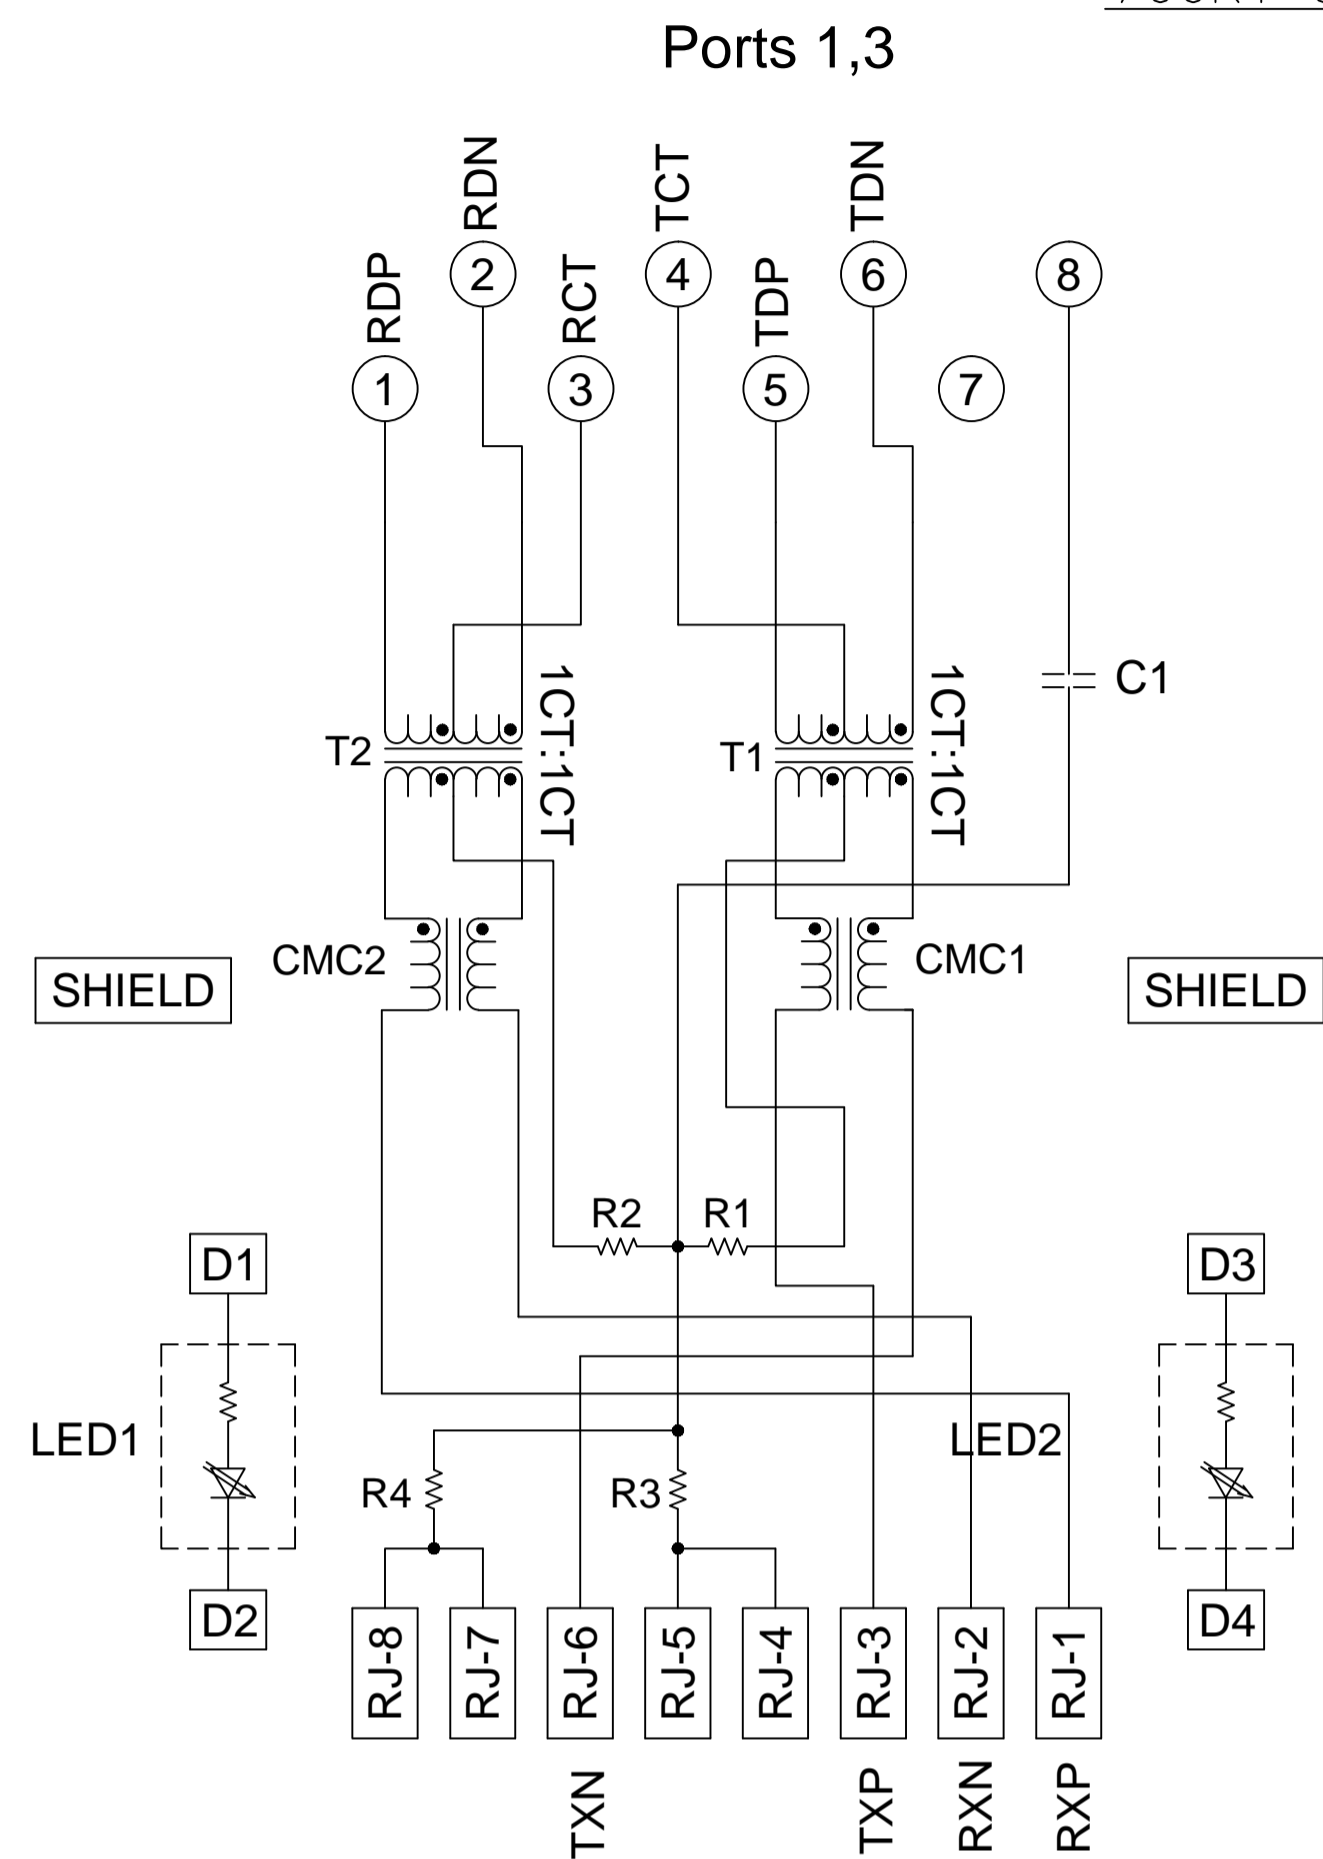 Ports 1,3
RDP
RDN
RCT
TCT
TDP
TDN
1
2
3
4
5
6
7
8
T2
1CT:1CT
T1
1CT:1CT
C1
CMC2
CMC1
SHIELD
SHIELD
R2
R1
D1
D3
LED1
LED2
R4
R3
D2
D4
RJ-8
RJ-7
RJ-6
RJ-5
RJ-4
RJ-3
RJ-2
RJ-1
TXN
TXP
RXN
RXP